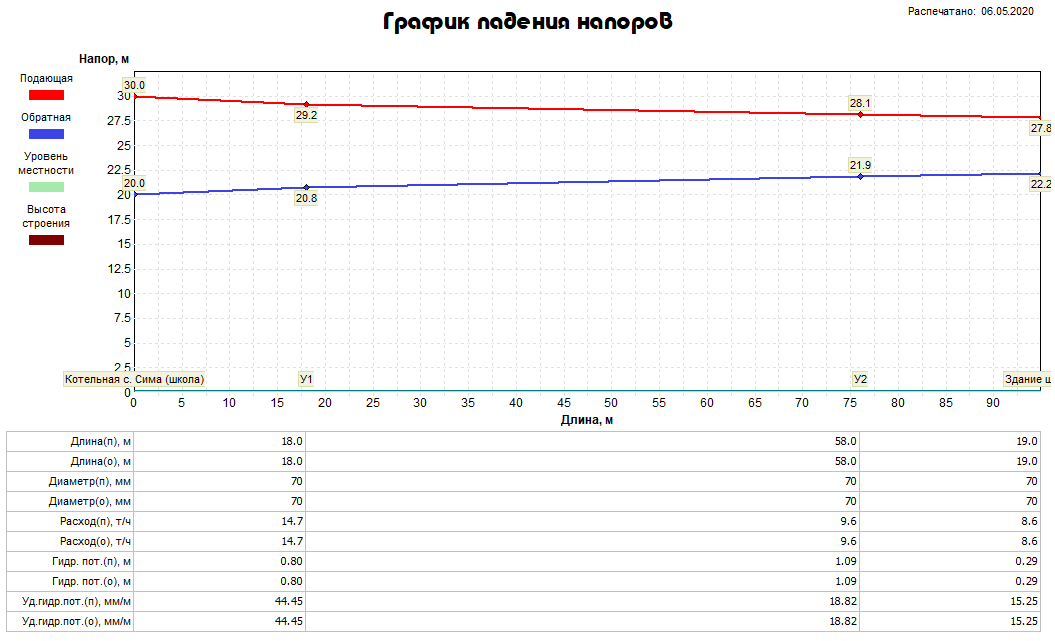 График падения напоров
Распечатано: 06.05.2020
Напор, м
Подающая
Обратная
Уровень
местности
Высота
строения
30
27.5
25
22.5
20
17.5
15
12.5
10
7.5
5
2.5
0
30.0
29.2
28.1
27.8
20.0
20.8
21.9
22.2
Котельная с. Сима (школа)
У1
У2
Здание ш
0 5 10 15 20 25 30 35 40 45 50 55 60 65 70 75 80 85 90
Длина, м
Длина(п), м 18.0 58.0 19.0
Длина(о), м 18.0 58.0 19.0
Диаметр(п), мм 70 70 70
Диаметр(о), мм 70 70 70
Расход(п), т/ч 14.7 9.6 8.6
Расход(о), т/ч 14.7 9.6 8.6
Гидр. пот.(п), м 0.80 1.09 0.29
Гидр. пот.(о), м 0.80 1.09 0.29
Уд.гидр.пот.(п), мм/м 44.45 18.82 15.25
Уд.гидр.пот.(о), мм/м 44.45 18.82 15.25